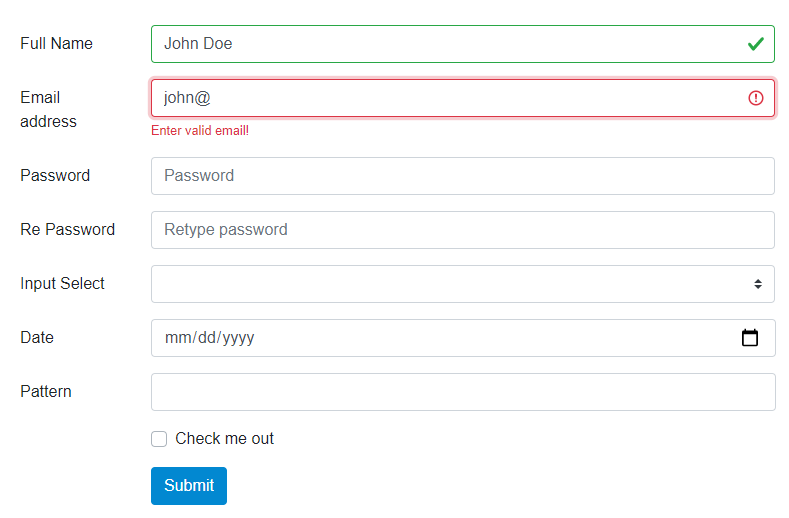 Full Name John Doe
Email address john@
Enter valid email!
Password Password
Re Password Retype password
Input Select
Date mm/dd/yyyy
Pattern
Check me out
Submit